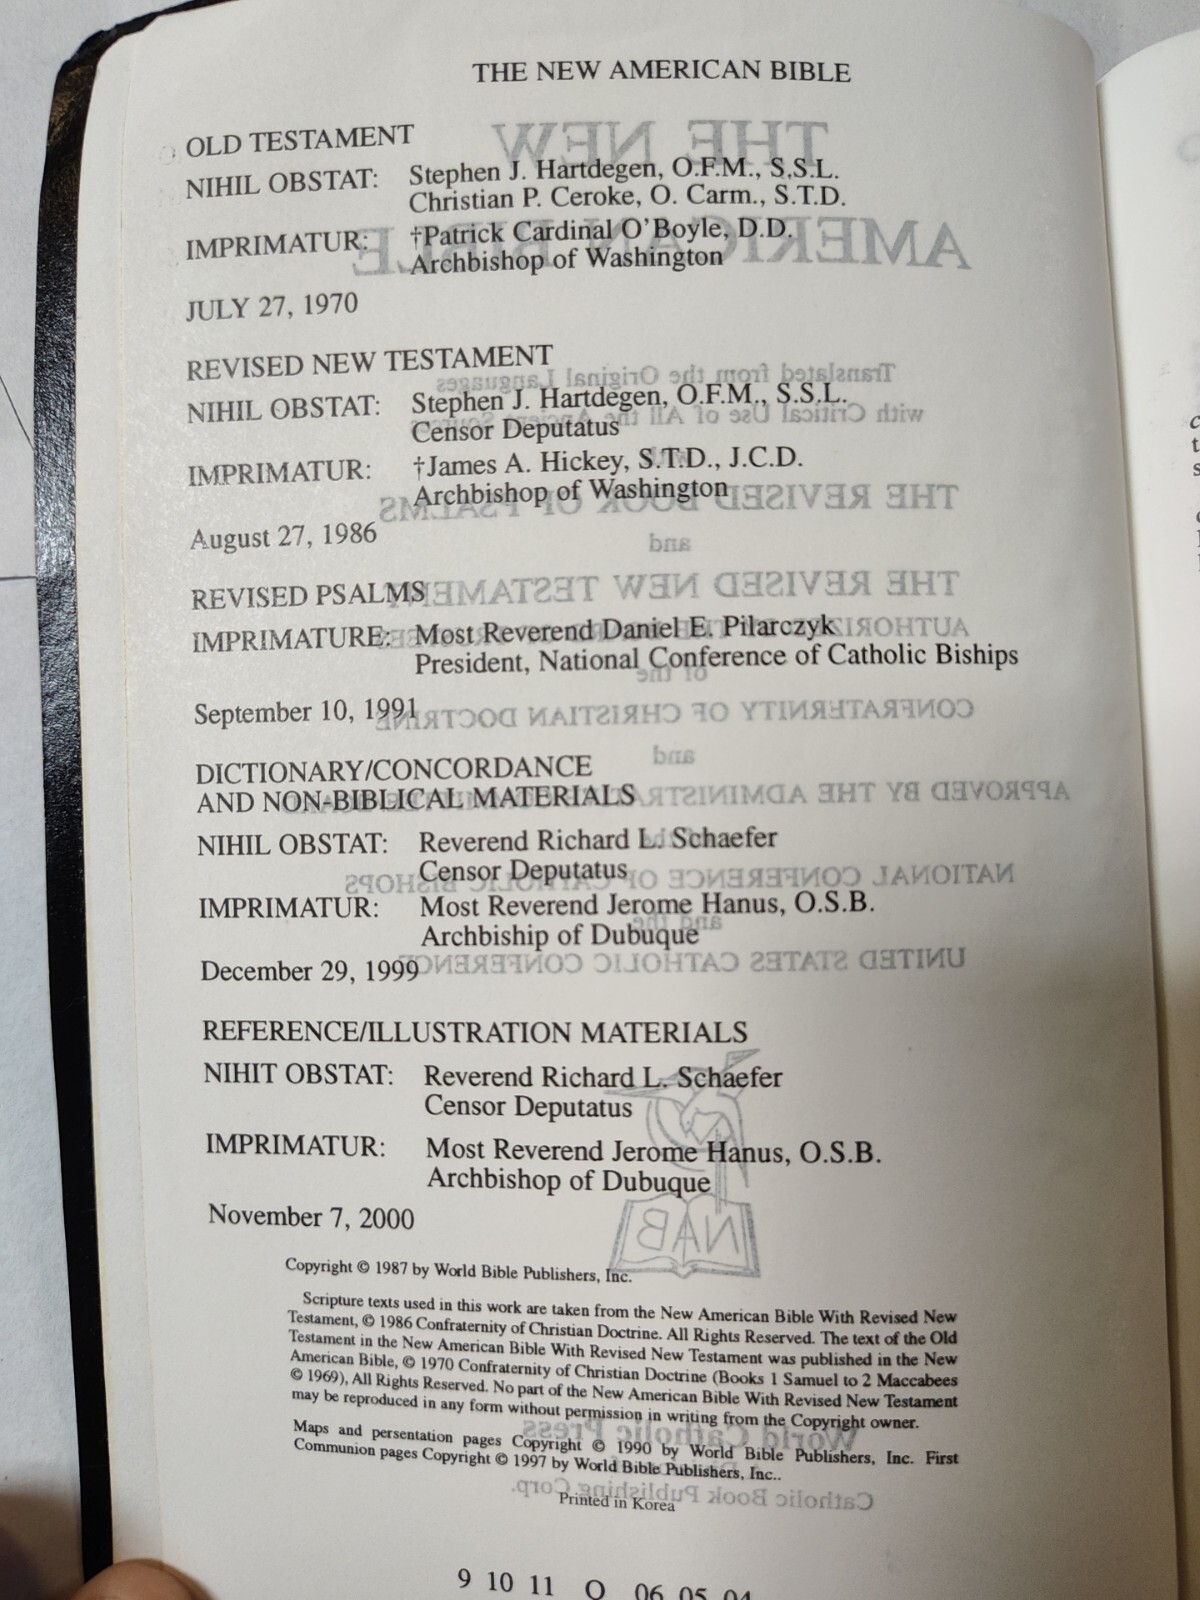 THE NEW AMERICAN BIBLE
OLD TESTAMENT
NIHIL OBSTAT: Stephen J. Hartdegen, O.F.M., S.S.L.
Christian P. Ceroke, O. Carm., S.T.D.
IMPRIMATUR: †Patrick Cardinal O'Boyle, D.D.
Archbishop of Washington
JULY 27, 1970
REVISED NEW TESTAMENT
NIHIL OBSTAT: Stephen J. Hartdegen, O.F.M., S.S.L.
Censor Deputatus
IMPRIMATUR: †James A. Hickey, S.T.D., J.C.D.
Archbishop of Washington
August 27, 1986
REVISED PSALMS
IMPRIMATURE: Most Reverend Daniel E. Pilarczyk
President, National Conference of Catholic Biships
September 10, 1991
DICTIONARY/CONCORDANCE
AND NON-BIBLICAL MATERIALS
NIHIL OBSTAT: Reverend Richard L. Schaefer
Censor Deputatus
IMPRIMATUR: Most Reverend Jerome Hanus, O.S.B.
Archbiship of Dubuque
December 29, 1999
REFERENCE/ILLUSTRATION MATERIALS
NIHIT OBSTAT: Reverend Richard L. Schaefer
Censor Deputatus
IMPRIMATUR: Most Reverend Jerome Hanus, O.S.B.
Archbishop of Dubuque
November 7, 2000
Copyright © 1987 by World Bible Publishers, Inc.
Scripture texts used in this work are taken from the New American Bible With Revised New
Testament, © 1986 Confraternity of Christian Doctrine. All Rights Reserved. The text of the Old
Testament in the New American Bible With Revised New Testament was published in the New
American Bible, © 1970 Confraternity of Christian Doctrine (Books 1 Samuel to 2 Maccabees
© 1969), All Rights Reserved. No part of the New American Bible With Revised New Testament
may be reproduced in any form without permission in writing from the Copyright owner.
Maps and persentation pages Copyright © 1990 by World Bible Publishers, Inc. First
Communion pages Copyright © 1997 by World Bible Publishers, Inc..
Printed in Korea
9 10 11 O 06 05 04